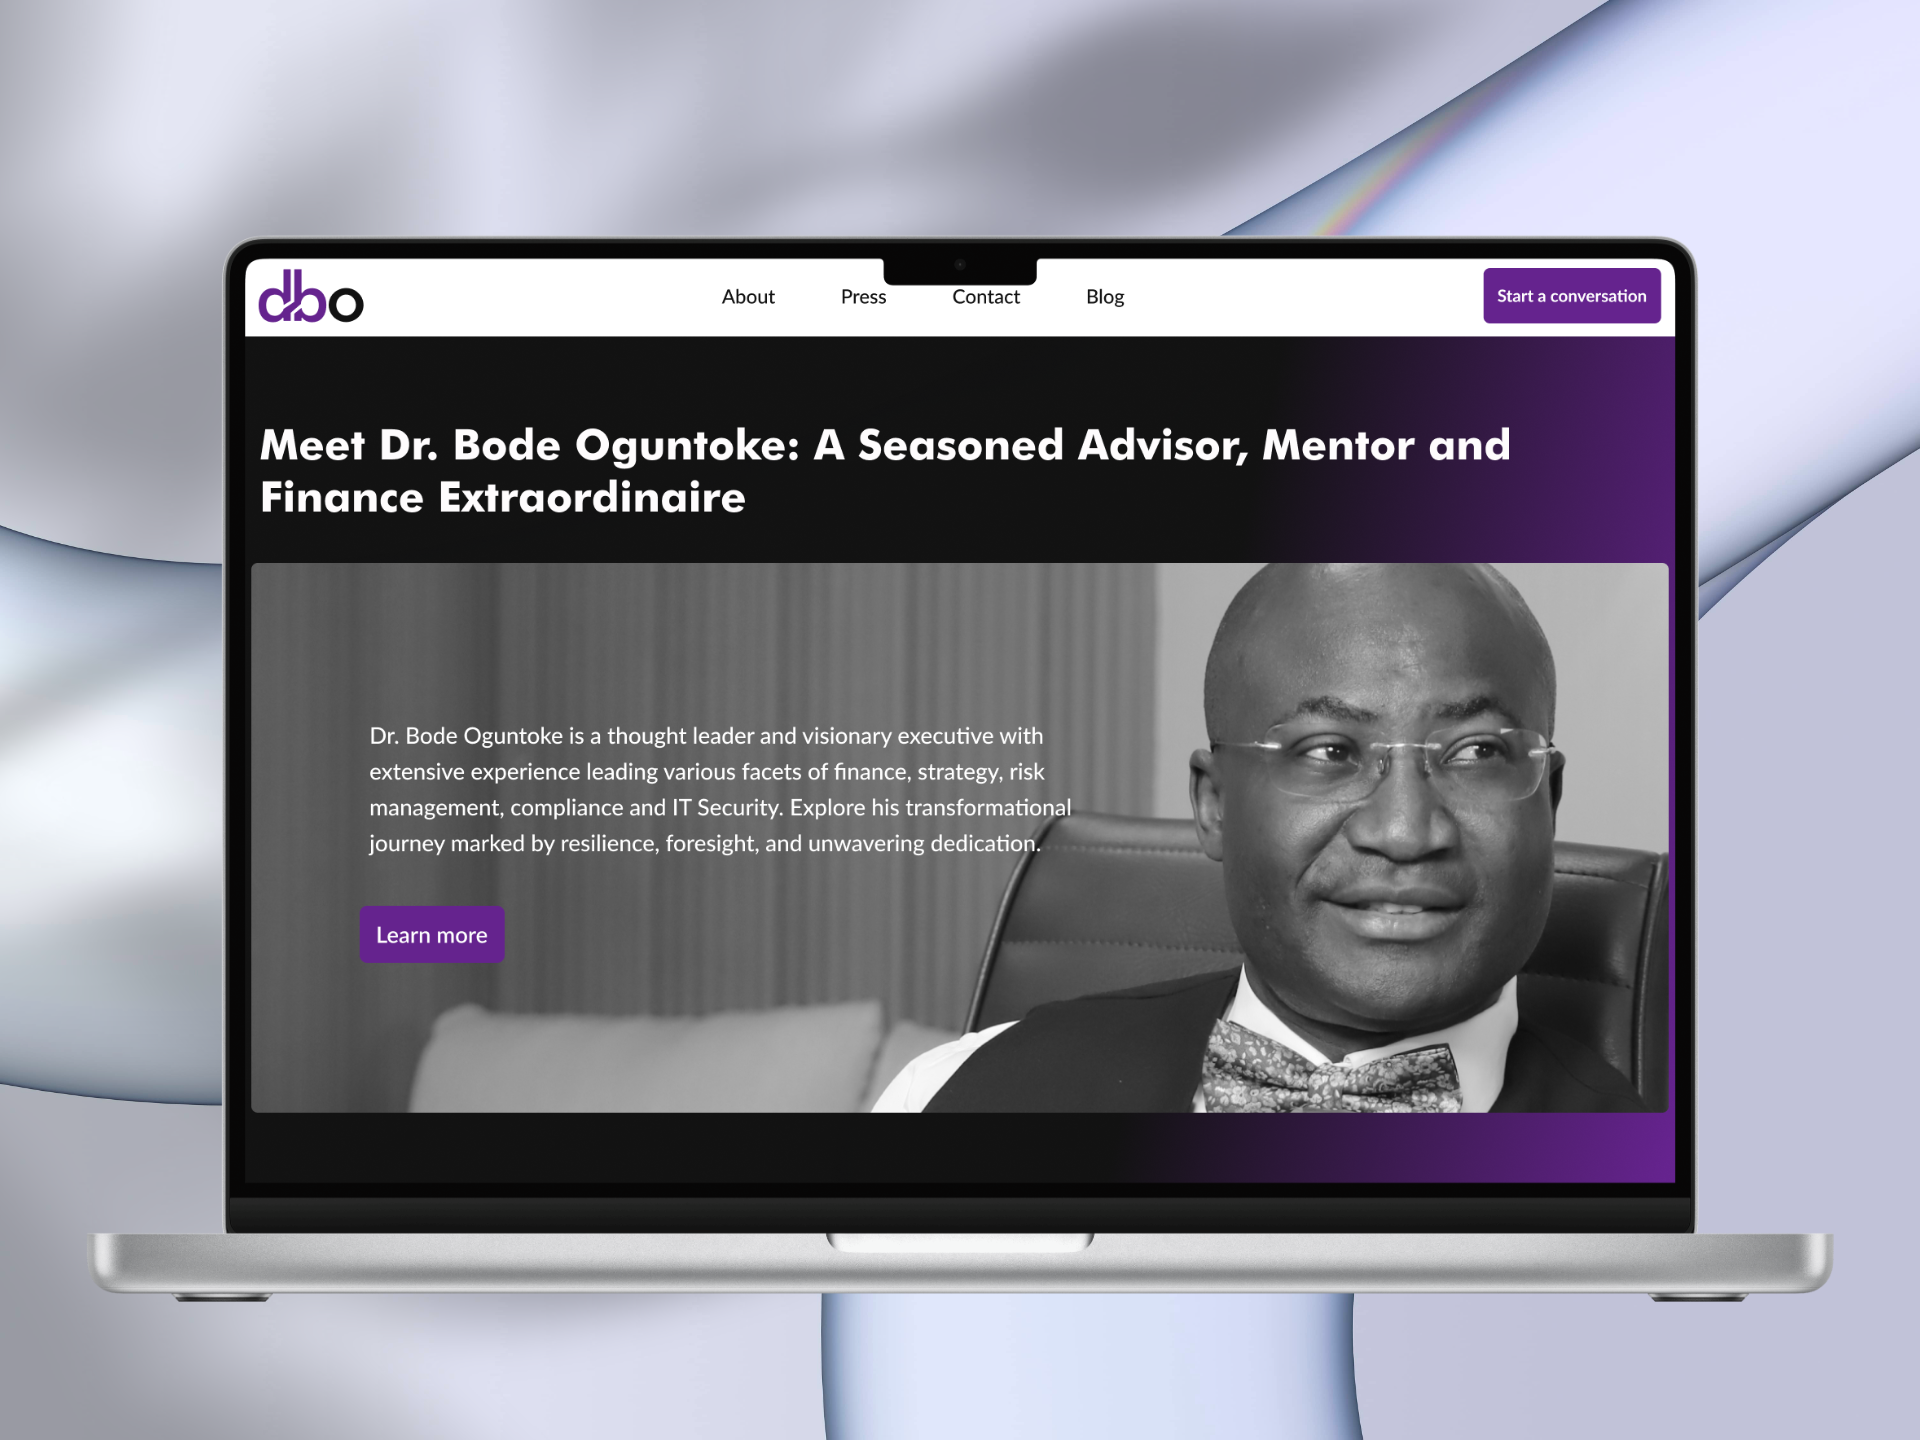 dbo
About
Press
Contact
Blog
Start a conversation
Meet Dr. Bode Oguntoke: A Seasoned Advisor, Mentor and
Finance Extraordinaire
Dr. Bode Oguntoke is a thought leader and visionary executive with
extensive experience leading various facets of finance, strategy, risk
management, compliance and IT Security. Explore his transformational
journey marked by resilience, foresight, and unwavering dedication.
Learn more